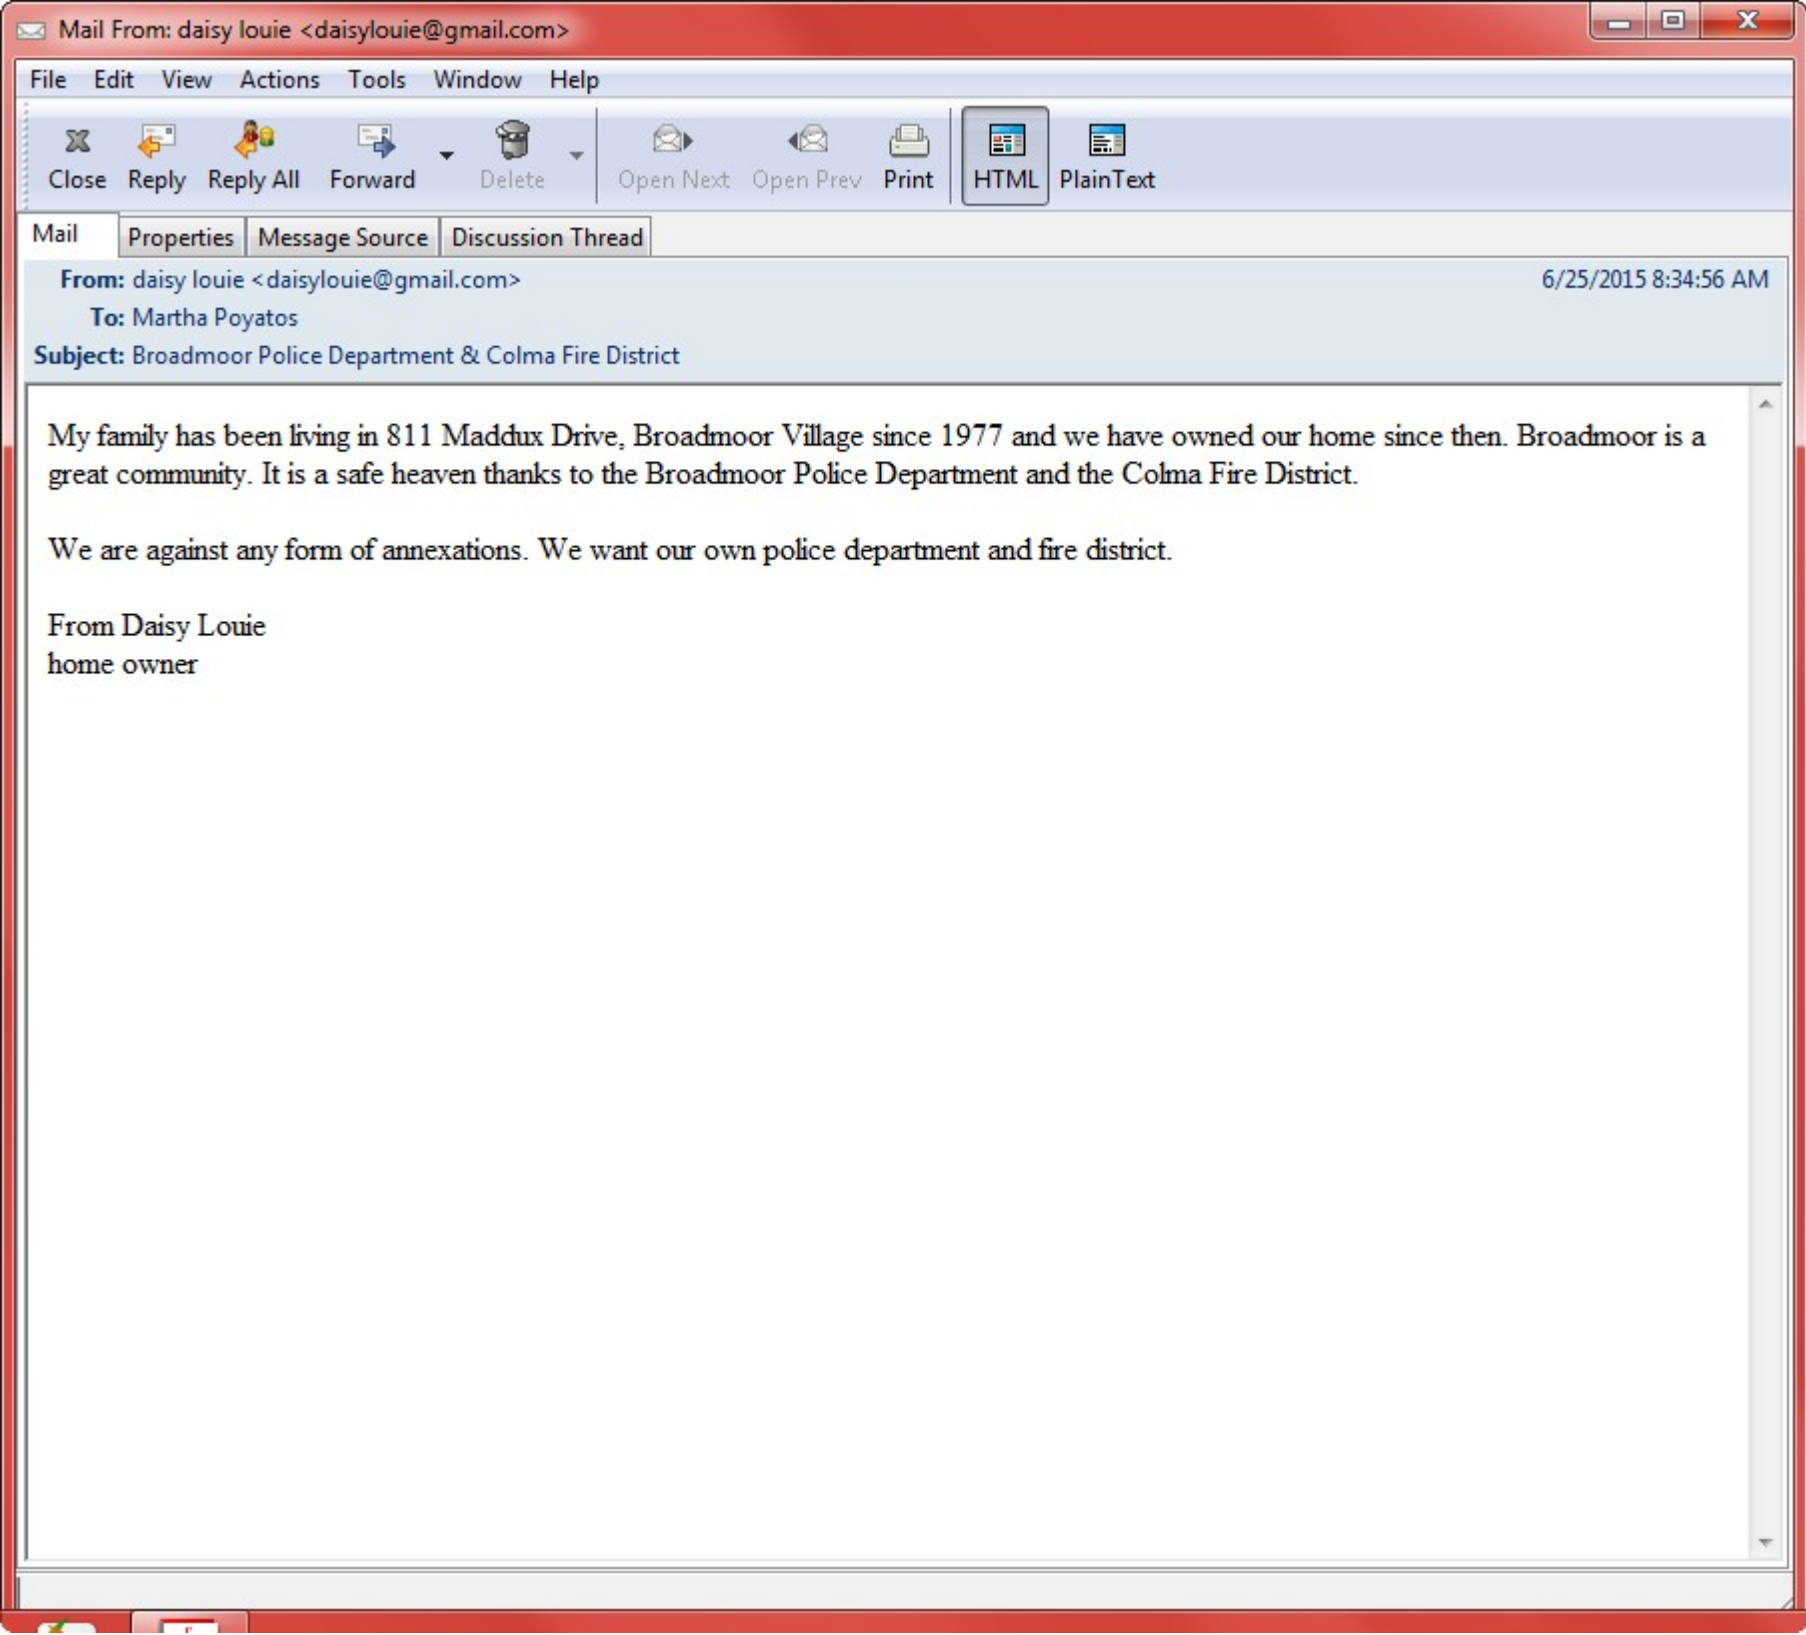 Mail From: daisy louie <daisylouie@gmail.com>
File Edit View Actions Tools Window Help
Close Reply Reply All Forward Delete Open Next Open Prev Print HTML PlainText
Mail Properties Message Source Discussion Thread
From: daisy louie <daisylouie@gmail.com> 6/25/2015 8:34:56 AM
To: Martha Poyatos
Subject: Broadmoor Police Department & Colma Fire District
My family has been living in 811 Maddux Drive, Broadmoor Village since 1977 and we have owned our home since then. Broadmoor is a
great community. It is a safe heaven thanks to the Broadmoor Police Department and the Colma Fire District.
We are against any form of annexations. We want our own police department and fire district.
From Daisy Louie
home owner